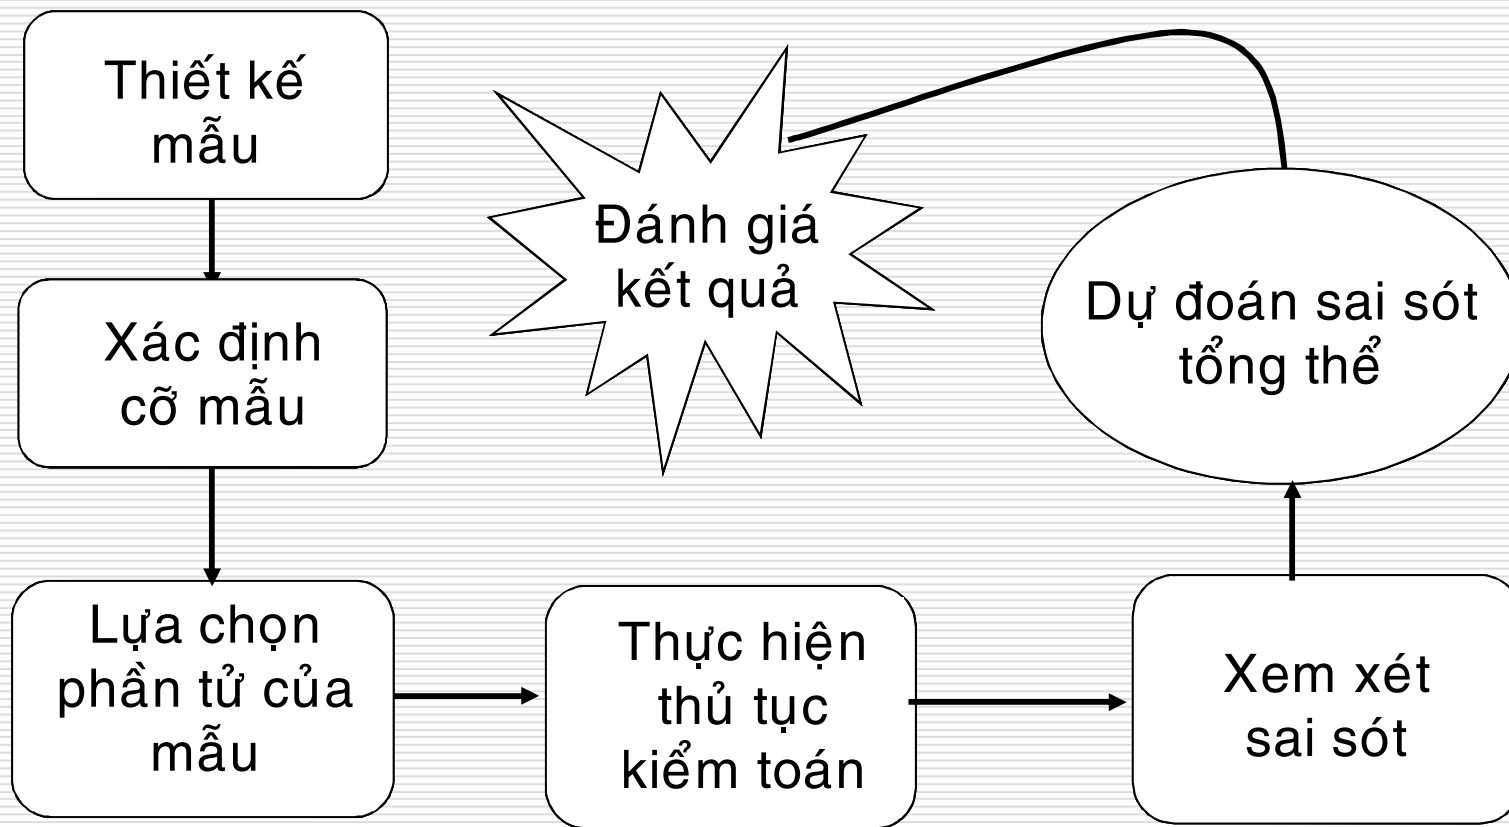 Thiết kế
mẫu
Xác định
cỡ mẫu
Lựa chọn
phần tử của
mẫu
Thực hiện
thủ tục
kiểm toán
Xem xét
sai sót
Dự đoán sai sót
tổng thể
Đánh giá
kết quả